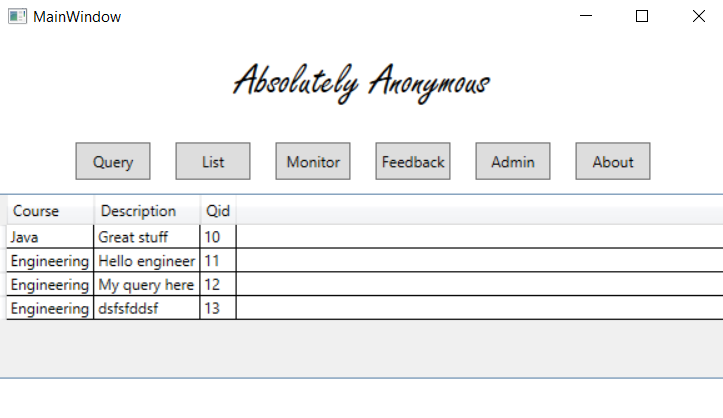 MainWindow
Absolutely Anonymous
Query List Monitor Feedback Admin About
Course Description Qid
Java Great stuff 10
Engineering Hello engineer 11
Engineering My query here 12
Engineering dsfsfddsf 13